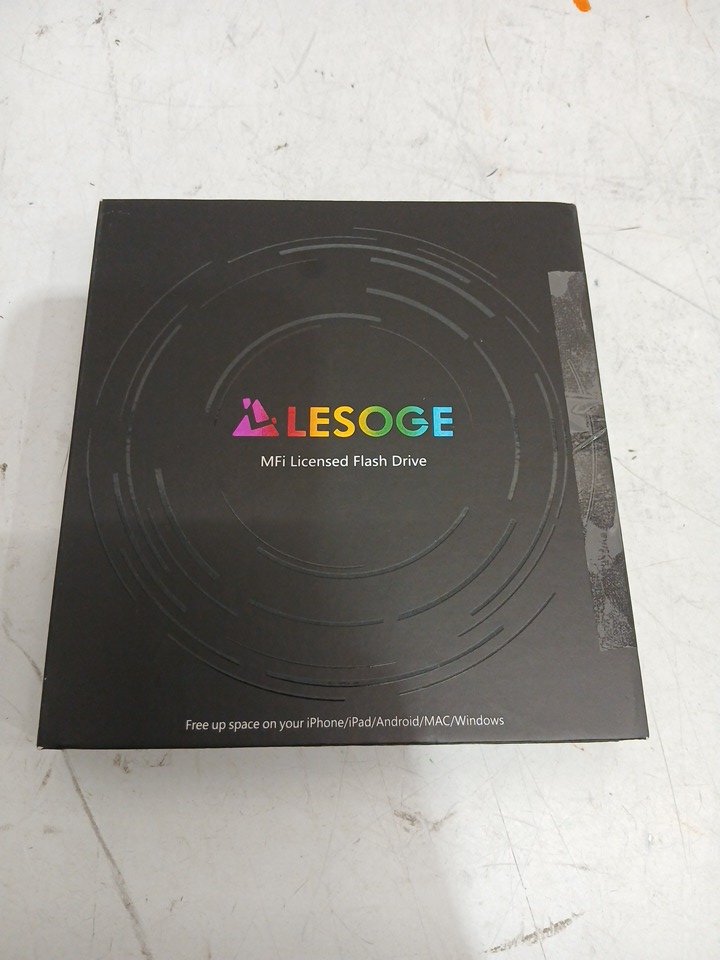 LESOGE
MFi Licensed Flash Drive
Free up space on your iPhone/iPad/Android/MAC/Windows